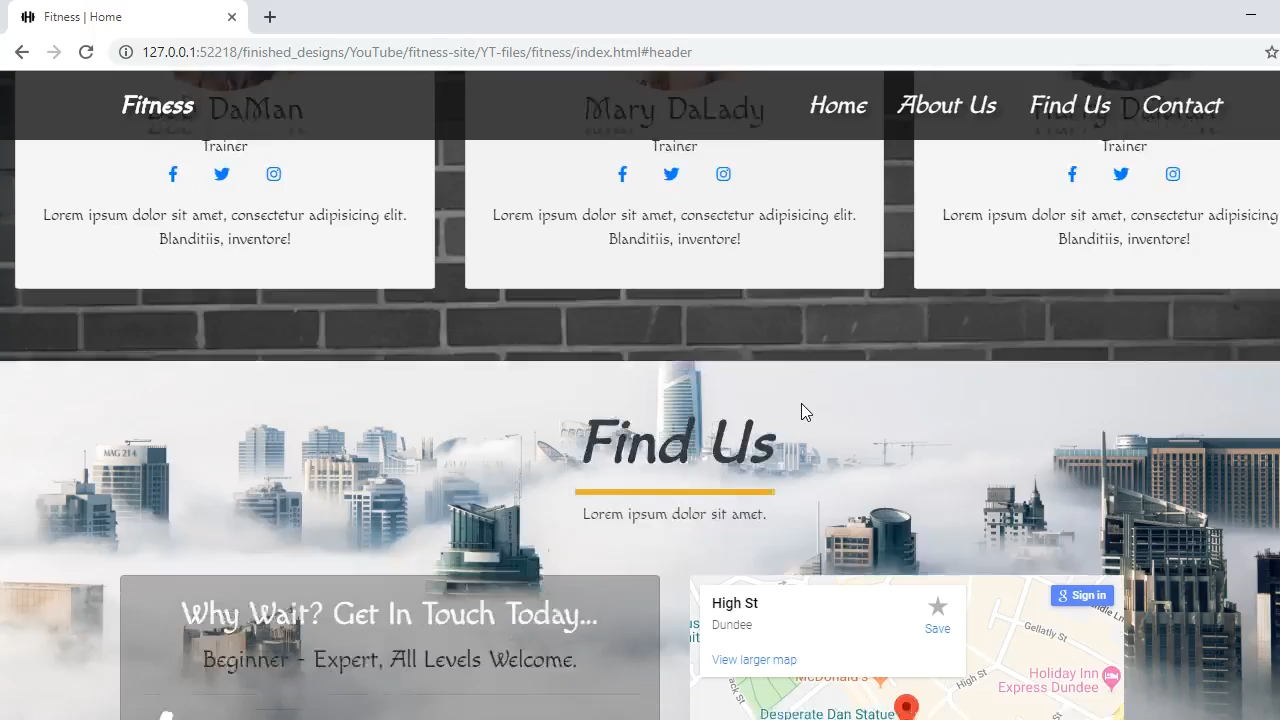 Fitness | Home
127.0.0.1:52218/finished_designs/YouTube/fitness-site/YT-files/fitness/index.html#header
Fitness Home About Us Find Us Contact
DaMan Mary DaLady
Trainer Trainer Trainer
Lorem ipsum dolor sit amet, consectetur adipisicing elit. Lorem ipsum dolor sit amet, consectetur adipisicing elit. Lorem ipsum dolor sit amet, consectetur adipisicing
Blanditiis, inventore! Blanditiis, inventore! Blanditiis, inventore!
MAG 214
Find Us
Lorem ipsum dolor sit amet.
Why Wait? Get In Touch Today...
Beginner - Expert, All Levels Welcome.
High St
Dundee
Save
View larger map
Sign in
Gellatly St
High St
McDonald's
Holiday Inn
Express Dundee
Desperate Dan Statue